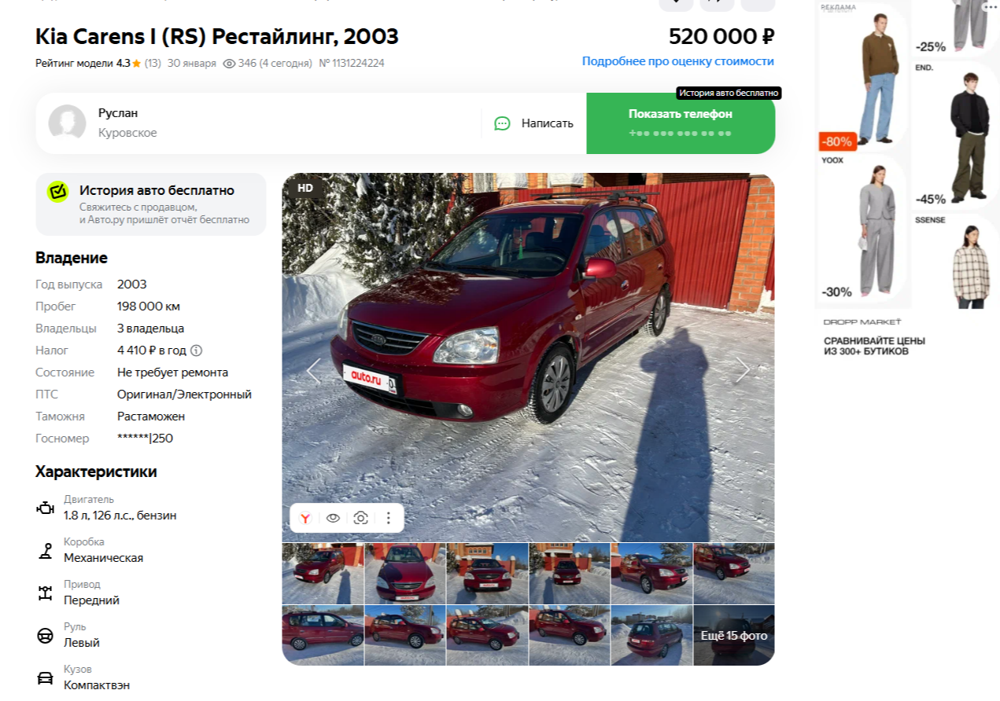 Kia Carens I (RS) Рестайлинг, 2003
520 000 ₽
Рейтинг модели 4.3 (13) 30 января 346 (4 сегодня) № 1131224224
Подробнее про оценку стоимости
История авто бесплатно
Руслан
Куровское
Написать
Показать телефон
+●● ●●● ●●● ●● ●●
История авто бесплатно
Свяжитесь с продавцом,
и Авто.ру пришлёт отчёт бесплатно
Владение
Год выпуска 2003
Пробег 198 000 км
Владельцы 3 владельца
Налог 4 410 ₽ в год
Состояние Не требует ремонта
ПТС Оригинал/Электронный
Таможня Растаможен
Госномер ******|250
Характеристики
Двигатель
1.8 л, 126 л.с., бензин
Коробка
Механическая
Привод
Передний
Руль
Левый
Кузов
Компактвэн
HD
KIA
auto.ru
Ещё 15 фото
РЕКЛАМА
-25%
END.
-80%
YOOX
-45%
SSENSE
-30%
DROPP MARKET
СРАВНИВАЙТЕ ЦЕНЫ
ИЗ 300+ БУТИКОВ